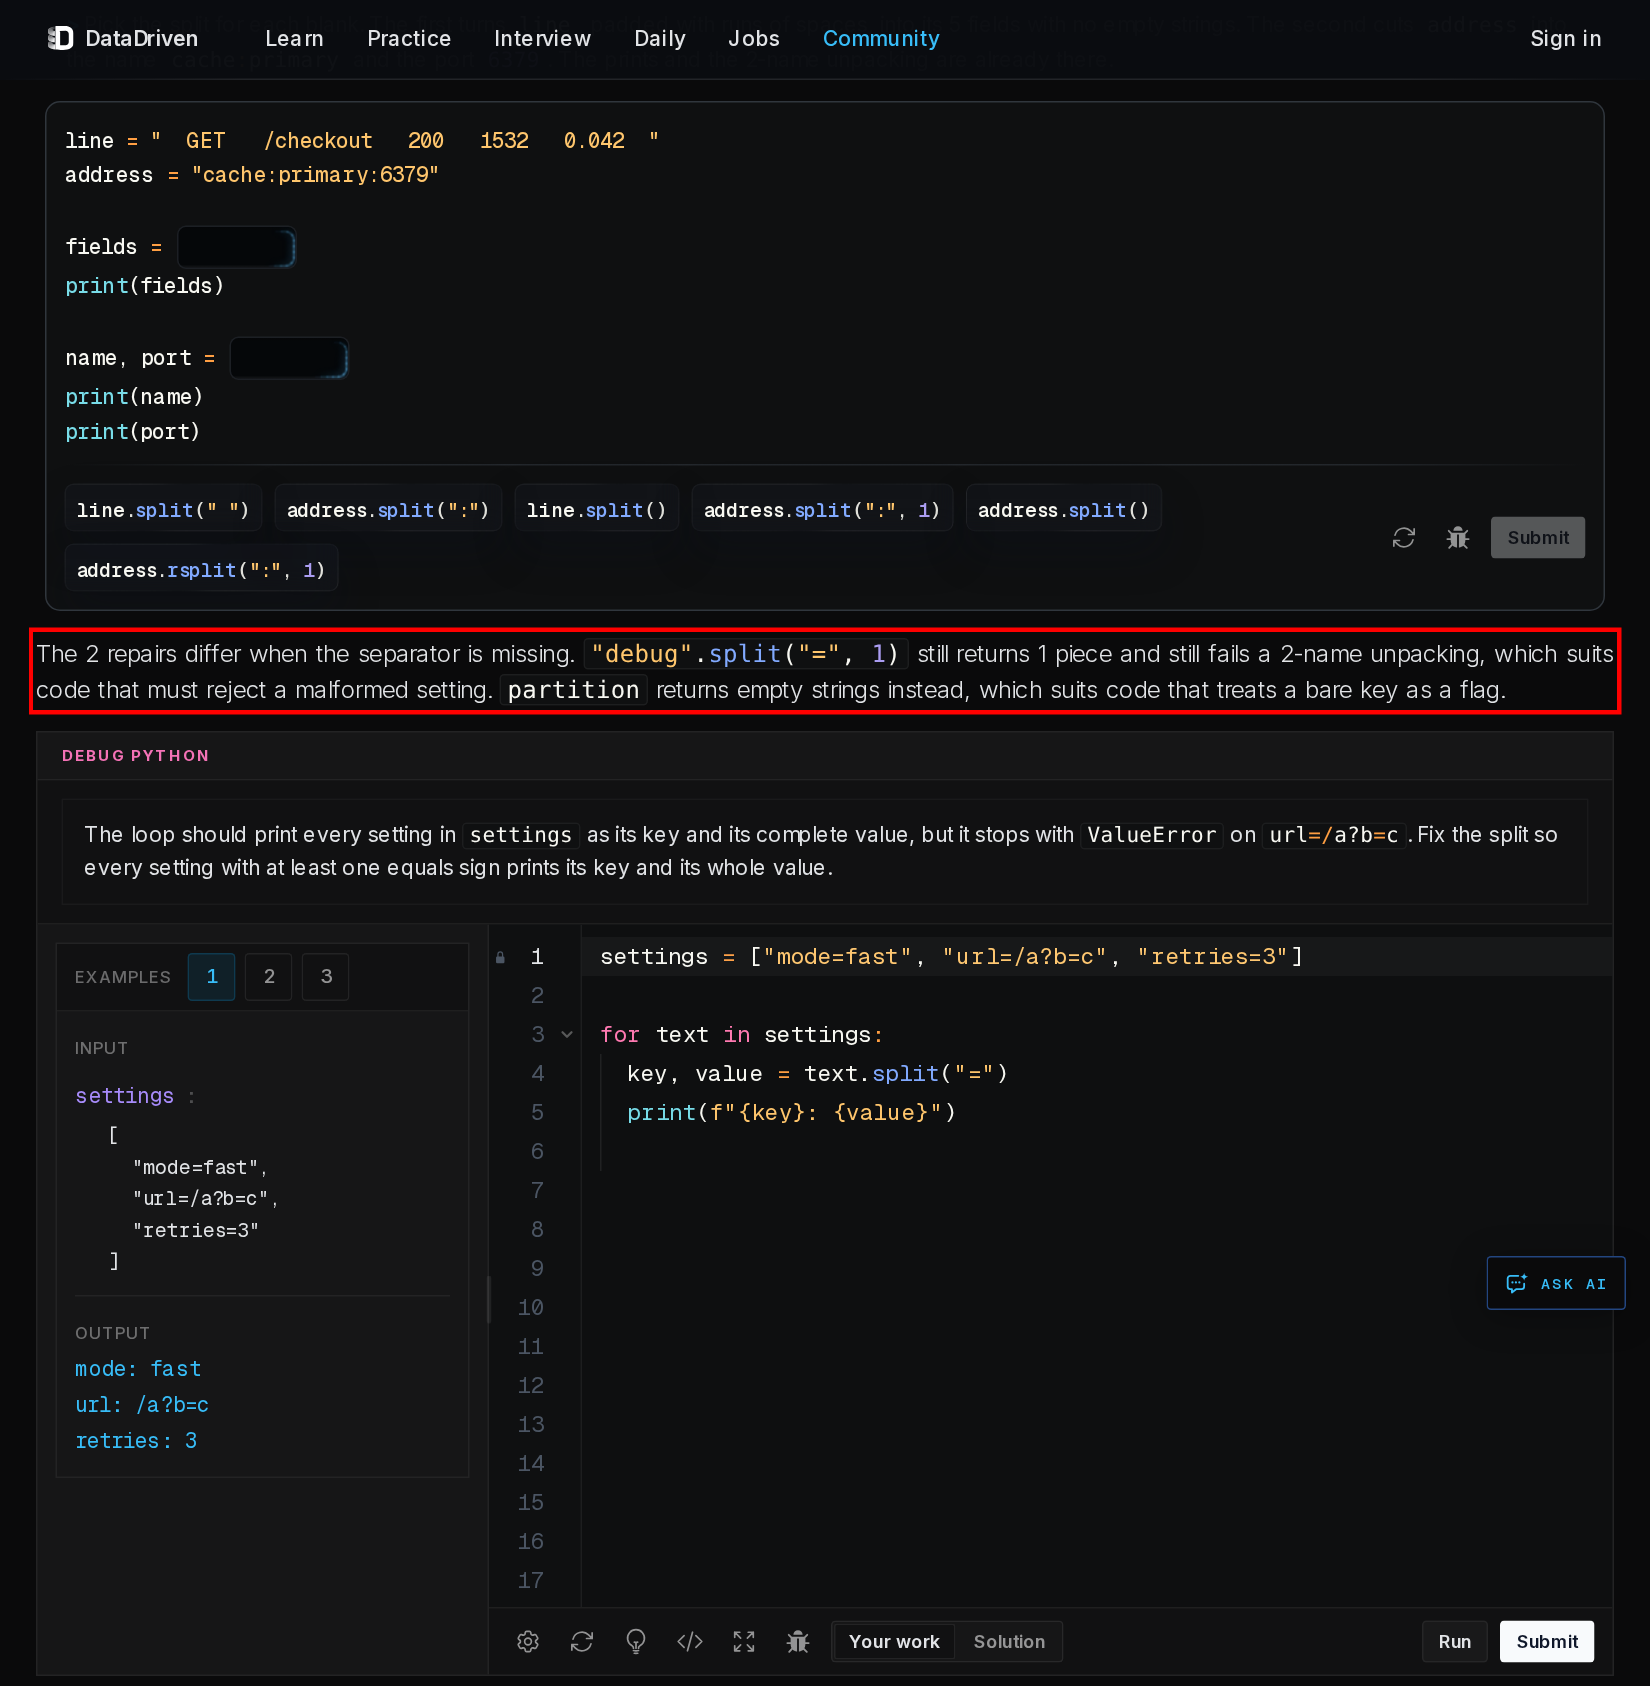 DataDriven Learn Practice Interview Daily Jobs Community Sign in
line = "  GET   /checkout   200   1532   0.042  "
address = "cache:primary:6379"
fields =
print(fields)
name, port =
print(name)
print(port)
line.split(" ") address.split(":") line.split() address.split(":", 1) address.split()
address.rsplit(":", 1)
Submit
The 2 repairs differ when the separator is missing. "debug".split("=", 1) still returns 1 piece and still fails a 2-name unpacking, which suits
code that must reject a malformed setting. partition returns empty strings instead, which suits code that treats a bare key as a flag.
DEBUG PYTHON
The loop should print every setting in settings as its key and its complete value, but it stops with ValueError on url=/a?b=c. Fix the split so
every setting with at least one equals sign prints its key and its whole value.
EXAMPLES 1 2 3
INPUT
settings :
[
"mode=fast",
"url=/a?b=c",
"retries=3"
]
OUTPUT
mode: fast
url: /a?b=c
retries: 3
1 settings = ["mode=fast", "url=/a?b=c", "retries=3"]
2
3 for text in settings:
4 key, value = text.split("=")
5 print(f"{key}: {value}")
6
7
8
9
10
11
12
13
14
15
16
17
ASK AI
Your work Solution Run Submit